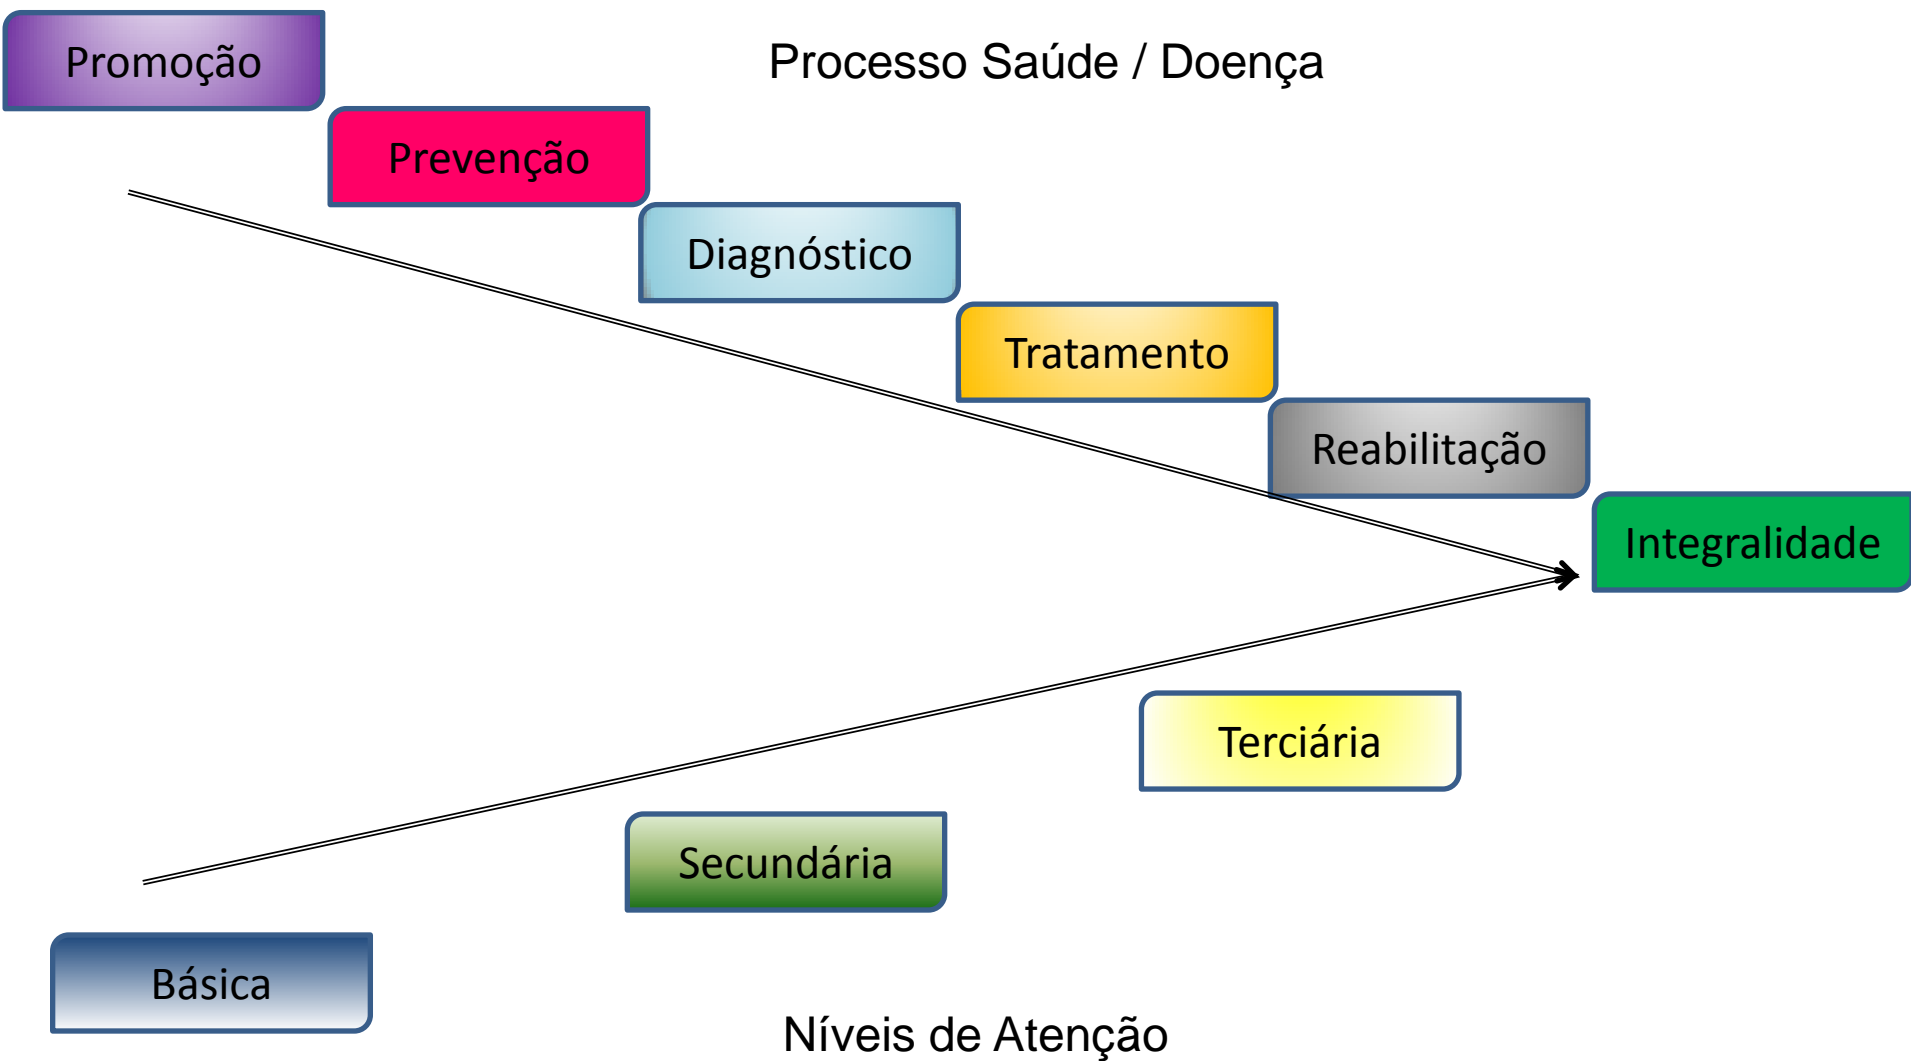 Promoção
Processo Saúde / Doença
Prevenção
Diagnóstico
Tratamento
Reabilitação
Integralidade
Terciária
Secundária
Básica
Níveis de Atenção